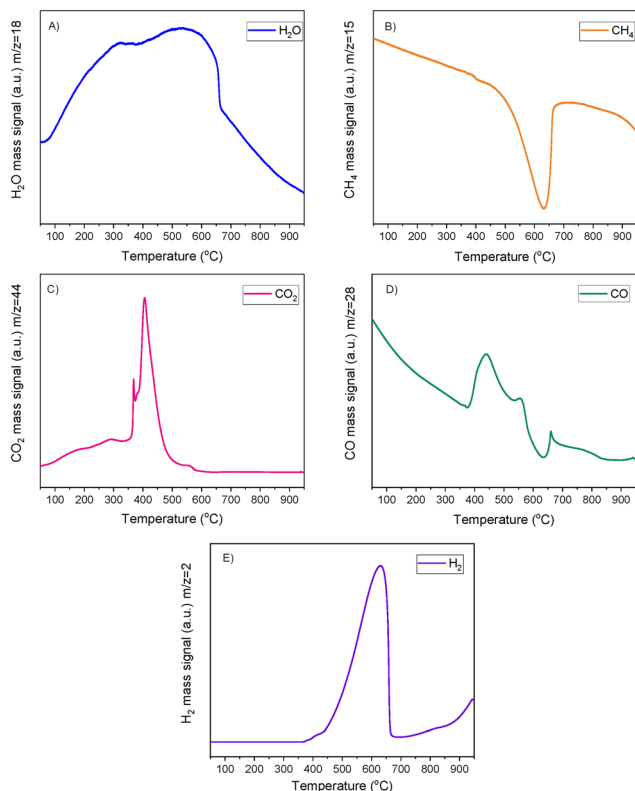 A)
H₂O
H₂O mass signal (a.u.) m/z=18
100 200 300 400 500 600 700 800 900
Temperature (°C)
B)
CH₄
CH₄ mass signal (a.u.) m/z=15
100 200 300 400 500 600 700 800 900
Temperature (°C)
C)
CO₂
CO₂ mass signal (a.u.) m/z=44
100 200 300 400 500 600 700 800 900
Temperature (°C)
D)
CO
CO mass signal (a.u.) m/z=28
100 200 300 400 500 600 700 800 900
Temperature (°C)
E)
H₂
H₂ mass signal (a.u.) m/z=2
100 200 300 400 500 600 700 800 900
Temperature (°C)